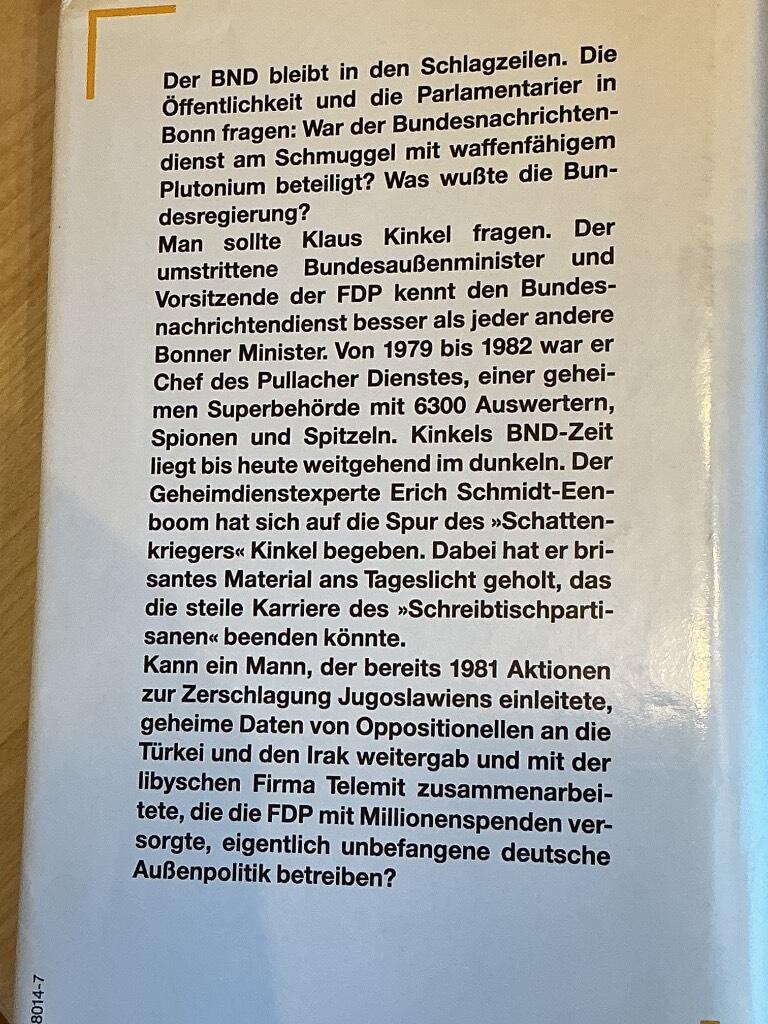 Der BND bleibt in den Schlagzeilen. Die
Öffentlichkeit und die Parlamentarier in
Bonn fragen: War der Bundesnachrichten-
dienst am Schmuggel mit waffenfähigem
Plutonium beteiligt? Was wußte die Bun-
desregierung?
Man sollte Klaus Kinkel fragen. Der
umstrittene Bundesaußenminister und
Vorsitzende der FDP kennt den Bundes-
nachrichtendienst besser als jeder andere
Bonner Minister. Von 1979 bis 1982 war er
Chef des Pullacher Dienstes, einer gehei-
men Superbehörde mit 6300 Auswertern,
Spionen und Spitzeln. Kinkels BND-Zeit
liegt bis heute weitgehend im dunkeln. Der
Geheimdienstexperte Erich Schmidt-Een-
boom hat sich auf die Spur des »Schatten-
kriegers« Kinkel begeben. Dabei hat er bri-
santes Material ans Tageslicht geholt, das
die steile Karriere des »Schreibtischparti-
sanen« beenden könnte.
Kann ein Mann, der bereits 1981 Aktionen
zur Zerschlagung Jugoslawiens einleitete,
geheime Daten von Oppositionellen an die
Türkei und den Irak weitergab und mit der
libyschen Firma Telemit zusammenarbei-
tete, die die FDP mit Millionenspenden ver-
sorgte, eigentlich unbefangene deutsche
Außenpolitik betreiben?
8014-7